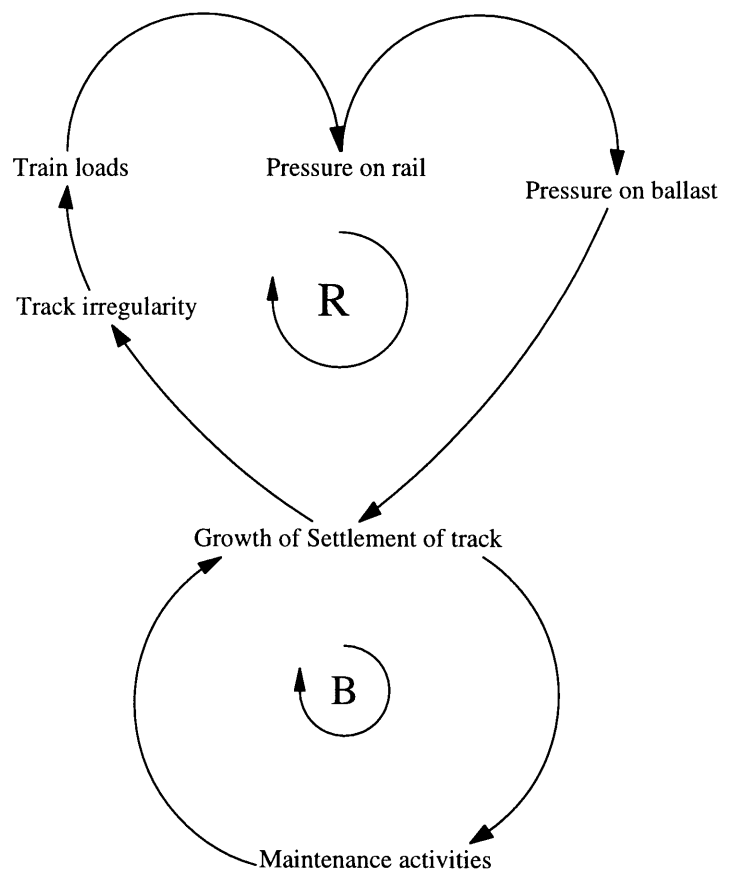 Train loads
Pressure on rail
Pressure on ballast
Track irregularity
R
Growth of Settlement of track
B
Maintenance activities